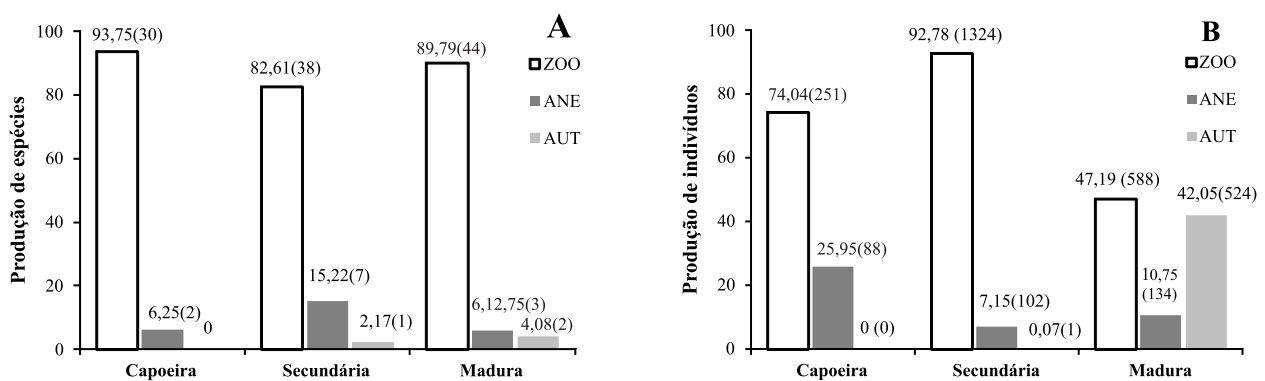 A
Produção de espécies
100
80
60
40
20
0
93,75(30)
6,25(2)
0
82,61(38)
15,22(7)
2,17(1)
89,79(44)
6,12,75(3)
4,08(2)
ZOO
ANE
AUT
Capoeira
Secundária
Madura
B
Produção de indivíduos
100
80
60
40
20
0
74,04(251)
25,95(88)
0 (0)
92,78 (1324)
7,15(102)
0,07(1)
47,19 (588)
10,75
(134)
42,05(524)
ZOO
ANE
AUT
Capoeira
Secundária
Madura